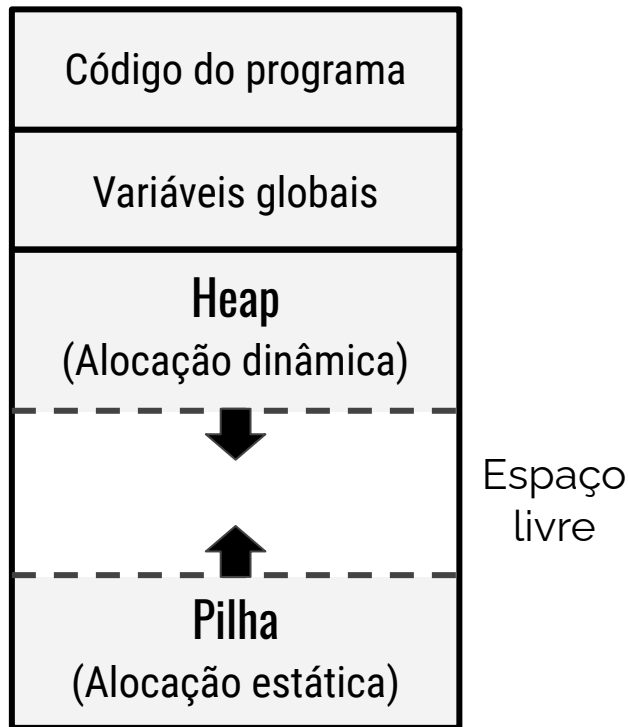 Código do programa
Variáveis globais
Heap
(Alocação dinâmica)
Espaço
livre
Pilha
(Alocação estática)